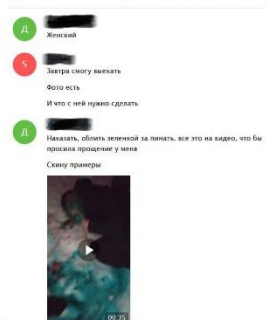 Д
Женский
S
Завтра смогу выехать
Фото есть
И что с ней нужно сделать
Д
Наказать, облить зеленкой за пинать. все это на видео, что бы
просила прощение у меня
Скину примеры
00:35